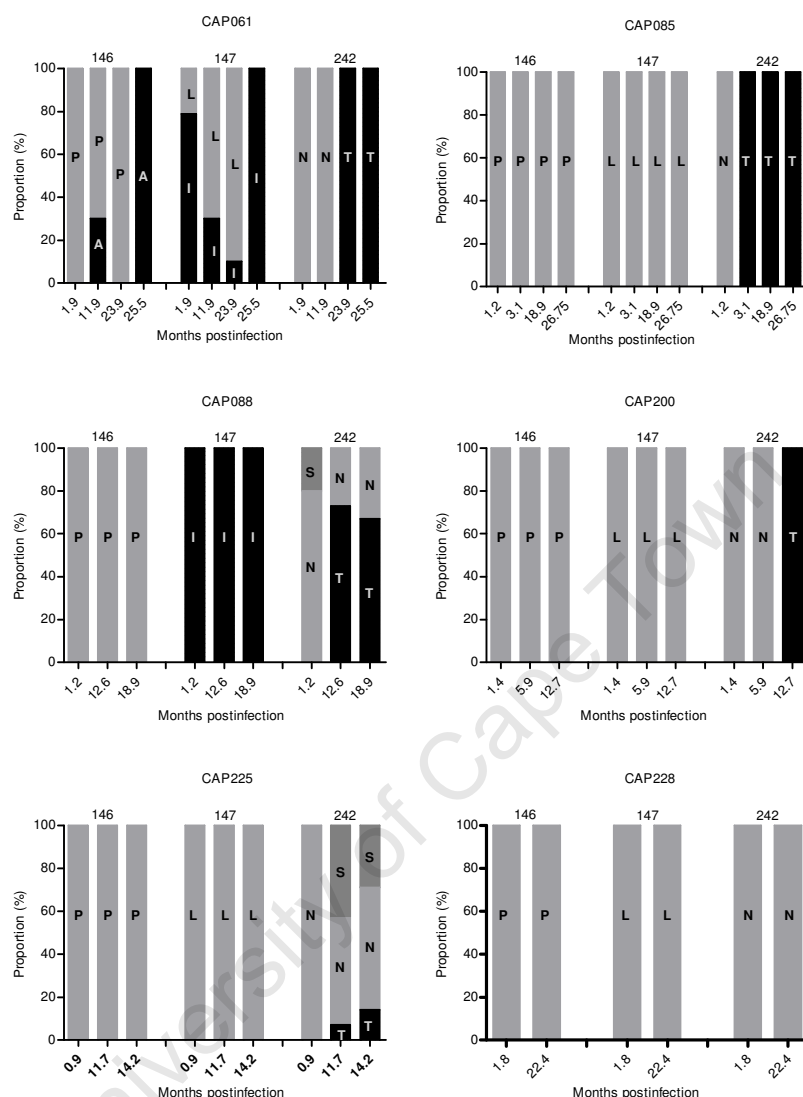 CAP061
146 147 242
100
80
60
40
20
0
Proportion (%)
P P P A
A
L L L I
I I I
N N T T
1.9 11.9 23.9 25.5 1.9 11.9 23.9 25.5 1.9 11.9 23.9 25.5
Months postinfection
CAP085
146 147 242
100
80
60
40
20
0
Proportion (%)
P P P P L L L L N T T T
1.2 3.1 18.9 26.75 1.2 3.1 18.9 26.75 1.2 3.1 18.9 26.75
Months postinfection
CAP088
146 147 242
100
80
60
40
20
0
Proportion (%)
P P P I I I
S N N
N T T
1.2 12.6 18.9 1.2 12.6 18.9 1.2 12.6 18.9
Months postinfection
CAP200
146 147 242
100
80
60
40
20
0
Proportion (%)
P P P L L L N N T
1.4 5.9 12.7 1.4 5.9 12.7 1.4 5.9 12.7
Months postinfection
CAP225
146 147 242
100
80
60
40
20
0
Proportion (%)
P P P L L L N
S S
N N
T T
0.9 11.7 14.2 0.9 11.7 14.2 0.9 11.7 14.2
Months postinfection
CAP228
146 147 242
100
80
60
40
20
0
Proportion (%)
P P L L N N
1.8 22.4 1.8 22.4 1.8 22.4
Months postinfection
University of Cape Town